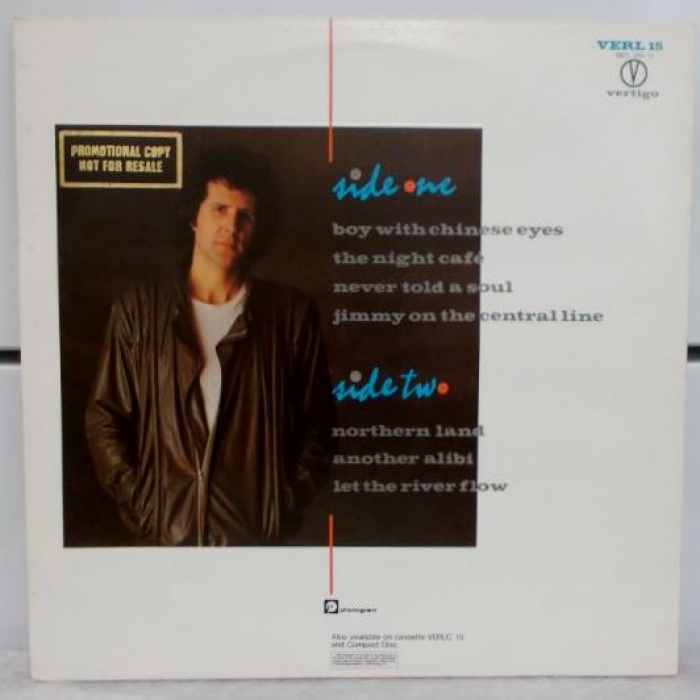 VERL 15
V
vertigo
PROMOTIONAL COPY
NOT FOR RESALE
side one
boy with chinese eyes
the night café
never told a soul
jimmy on the central line
side two
northern land
another alibi
let the river flow
phonogram
Also available on cassette VERLC 15
and Compact Disc